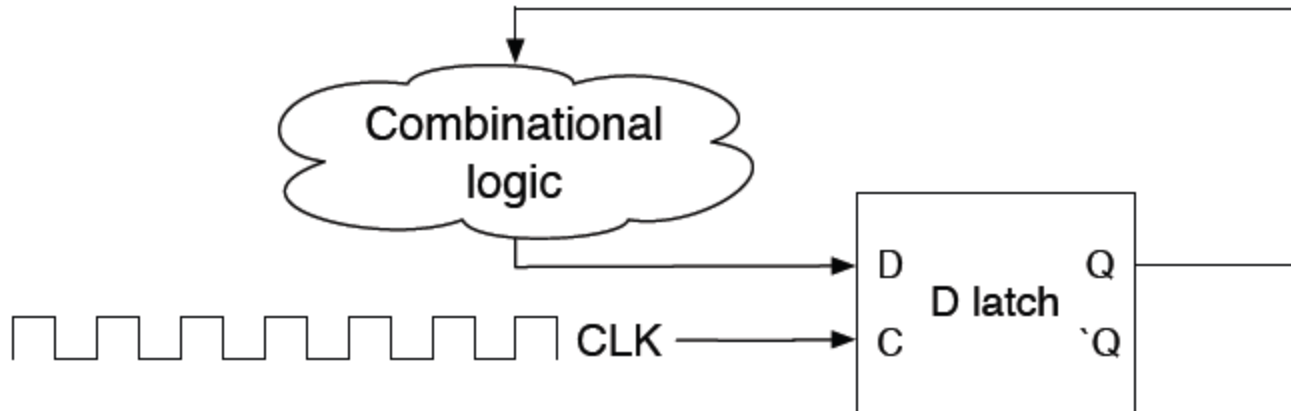 Combinational
logic
D Q
D latch
CLK
C `Q